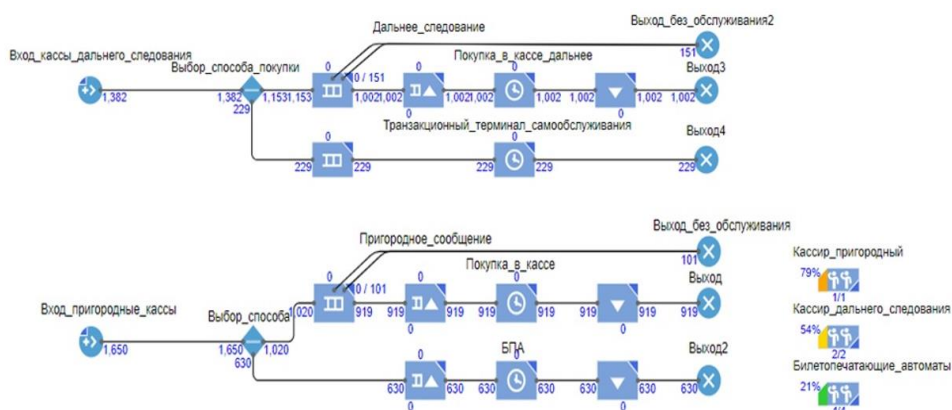 Дальнее_следование
Выход_без_обслуживания2
Вход_кассы_дальнего_следования
0
Покупка_в_кассе_дальнее
151
Выбор_способа_покупки
0
0
0
Выход3
10 / 151
1,382
1,382
1,153
1,153
1,002
1,002
1,002
1,002
1,002
1,002
1,002
229
0
0
Транзакционный_терминал_самообслуживания
Выход4
0
0
229
229
229
229
229
Выход_без_обслуживания
Пригородное_сообщение
0
Покупка_в_кассе
101
Кассир_пригородный
0
0
Выход
79%
10 / 101
1/1
Вход_пригородные_кассы
Выбор_способа
1,020
919
919
919
919
919
919
919
Кассир_дальнего_следования
0
0
54%
1,650
1,650
1,020
2/2
630
0
БПА
0
Выход2
Билетопечатающие_автоматы
21%
630
630
630
630
630
630
0
0